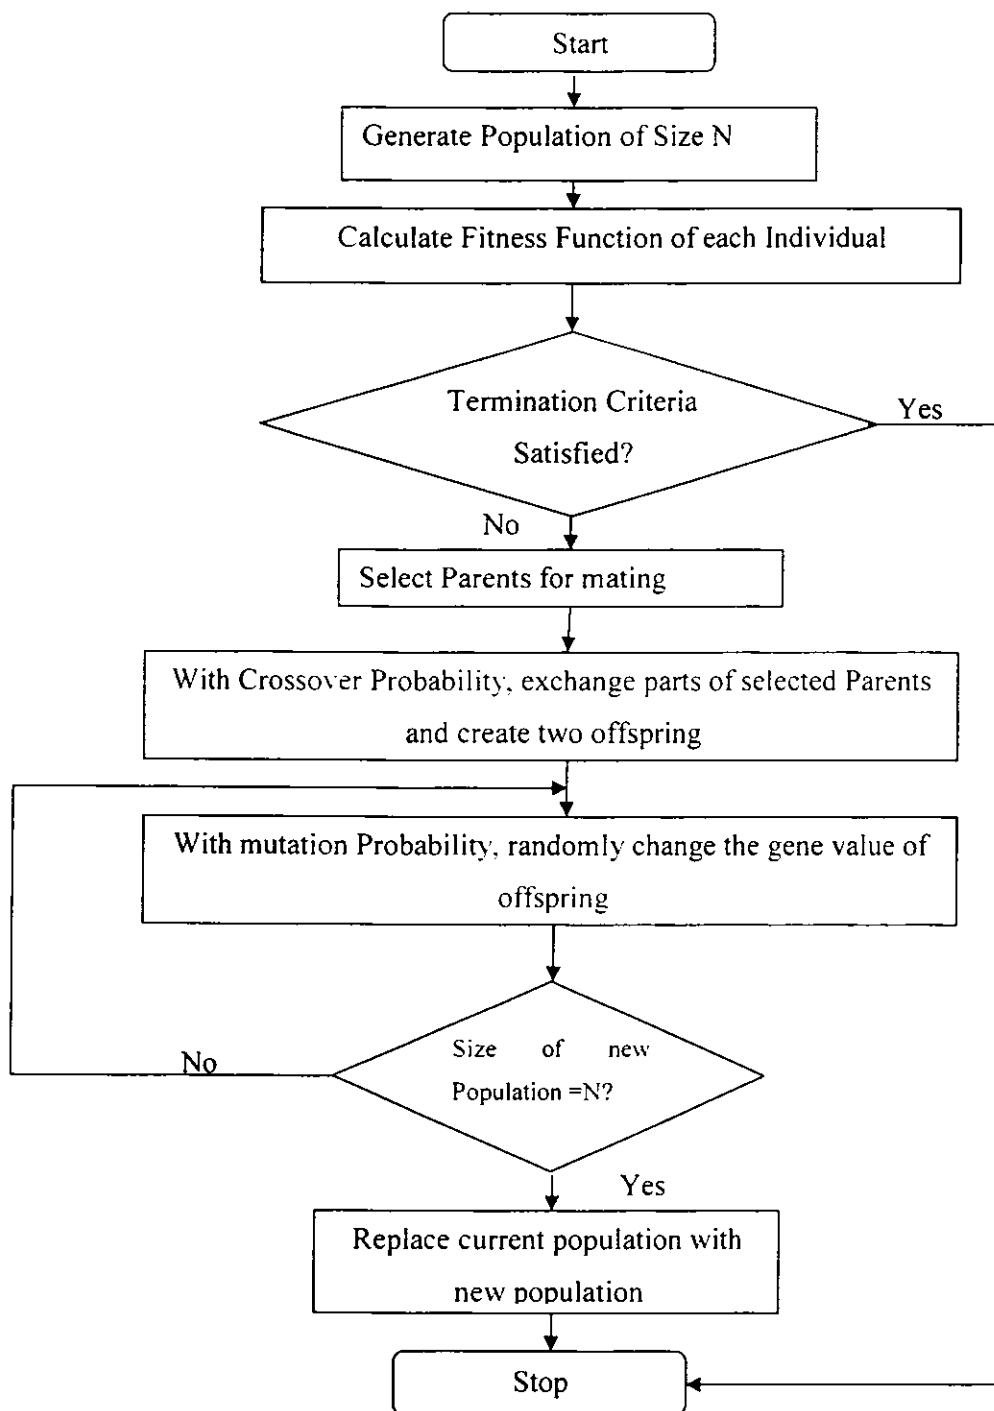 Start
Generate Population of Size N
Calculate Fitness Function of each Individual
Termination Criteria
Satisfied?
Yes
No
Select Parents for mating
With Crossover Probability, exchange parts of selected Parents
and create two offspring
With mutation Probability, randomly change the gene value of
offspring
Size of new
Population =N?
No
Yes
Replace current population with
new population
Stop